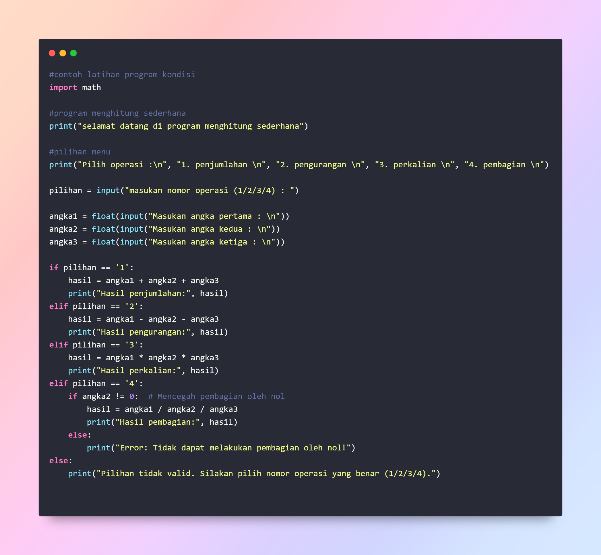 #contoh latihan program kondisi
import math
#program menghitung sederhana
print("selamat datang di program menghitung sederhana")
#pilihan menu
print("Pilih operasi :\n", "1. penjumlahan \n", "2. pengurangan \n", "3. perkalian \n", "4. pembagian \n")
pilihan = input("masukan nomor operasi (1/2/3/4) : ")
angka1 = float(input("Masukan angka pertama : \n"))
angka2 = float(input("Masukan angka kedua : \n"))
angka3 = float(input("Masukan angka ketiga : \n"))
if pilihan == '1':
    hasil = angka1 + angka2 + angka3
    print("Hasil penjumlahan:", hasil)
elif pilihan == '2':
    hasil = angka1 - angka2 - angka3
    print("Hasil pengurangan:", hasil)
elif pilihan == '3':
    hasil = angka1 * angka2 * angka3
    print("Hasil perkalian:", hasil)
elif pilihan == '4':
    if angka2 != 0:  # Mencegah pembagian oleh nol
        hasil = angka1 / angka2 / angka3
        print("Hasil pembagian:", hasil)
    else:
        print("Error: Tidak dapat melakukan pembagian oleh nol!")
else:
    print("Pilihan tidak valid. Silakan pilih nomor operasi yang benar (1/2/3/4).")